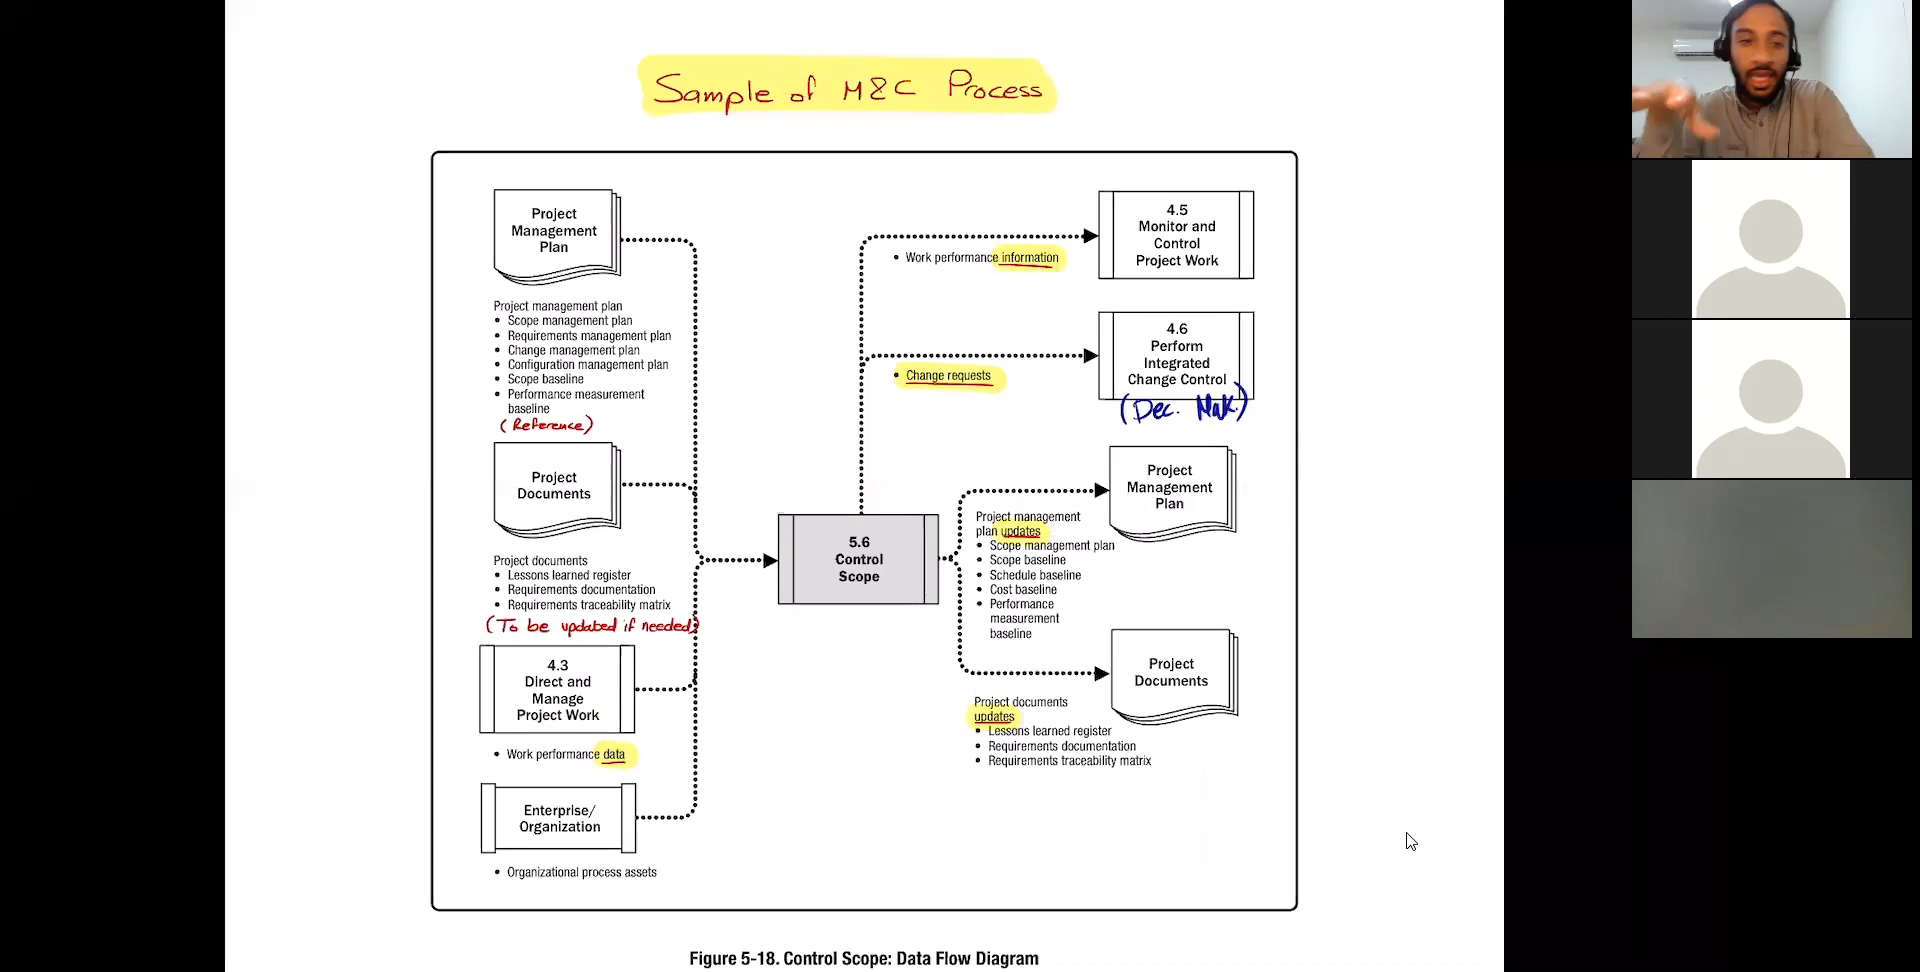 Sample of M&C Process
Project
Management
Plan
Project management plan
• Scope management plan
• Requirements management plan
• Change management plan
• Configuration management plan
• Scope baseline
• Performance measurement
baseline
(Reference)
Project
Documents
Project documents
• Lessons learned register
• Requirements documentation
• Requirements traceability matrix
(To be updated if needed)
4.3
Direct and
Manage
Project Work
• Work performance data
Enterprise/
Organization
• Organizational process assets
5.6
Control
Scope
• Work performance information
4.5
Monitor and
Control
Project Work
• Change requests
4.6
Perform
Integrated
Change Control
(Dec. Mak.)
Project management
plan updates
• Scope management plan
• Scope baseline
• Schedule baseline
• Cost baseline
• Performance
measurement
baseline
Project
Management
Plan
Project documents
updates
• Lessons learned register
• Requirements documentation
• Requirements traceability matrix
Project
Documents
Figure 5-18. Control Scope: Data Flow Diagram